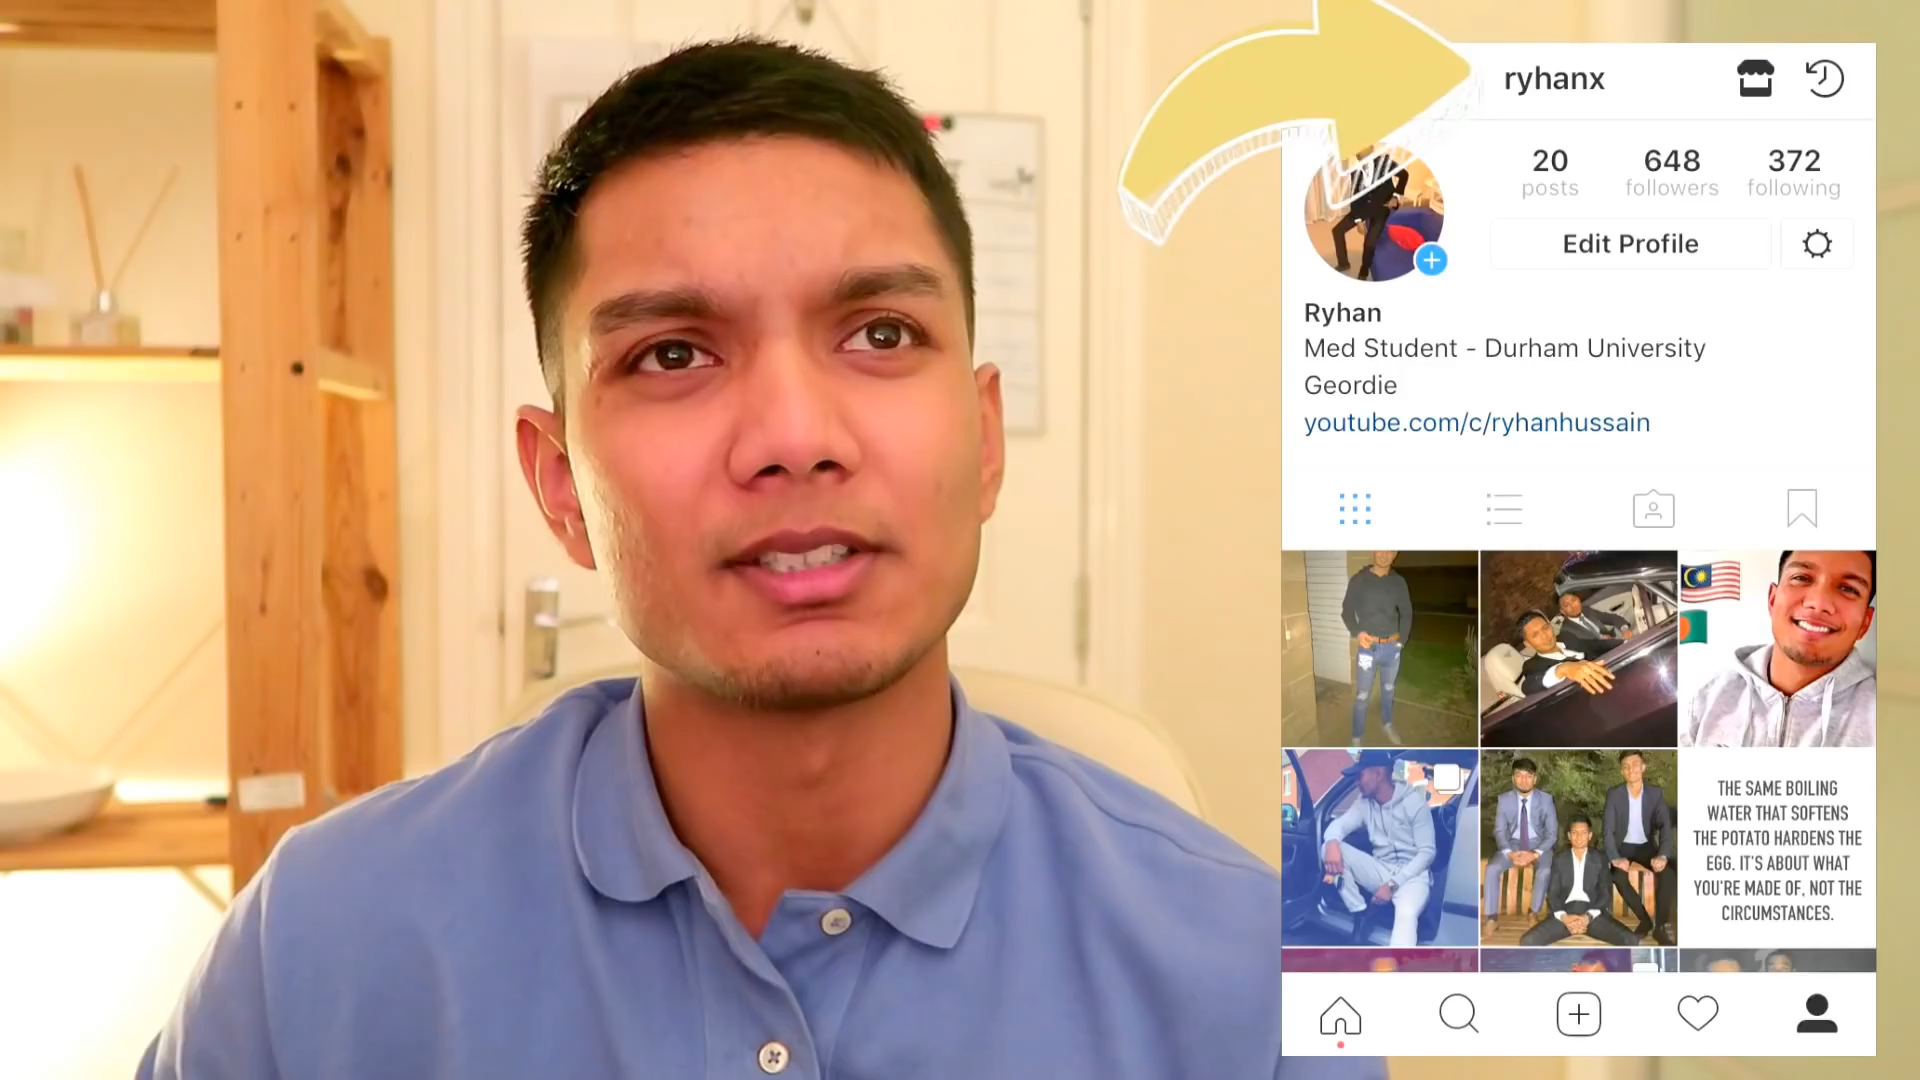 ryhanx
20 648 372
posts followers following
Edit Profile
Ryhan
Med Student - Durham University
Geordie
youtube.com/c/ryhanhussain
THE SAME BOILING
WATER THAT SOFTENS
THE POTATO HARDENS THE
EGG. IT'S ABOUT WHAT
YOU'RE MADE OF, NOT THE
CIRCUMSTANCES.